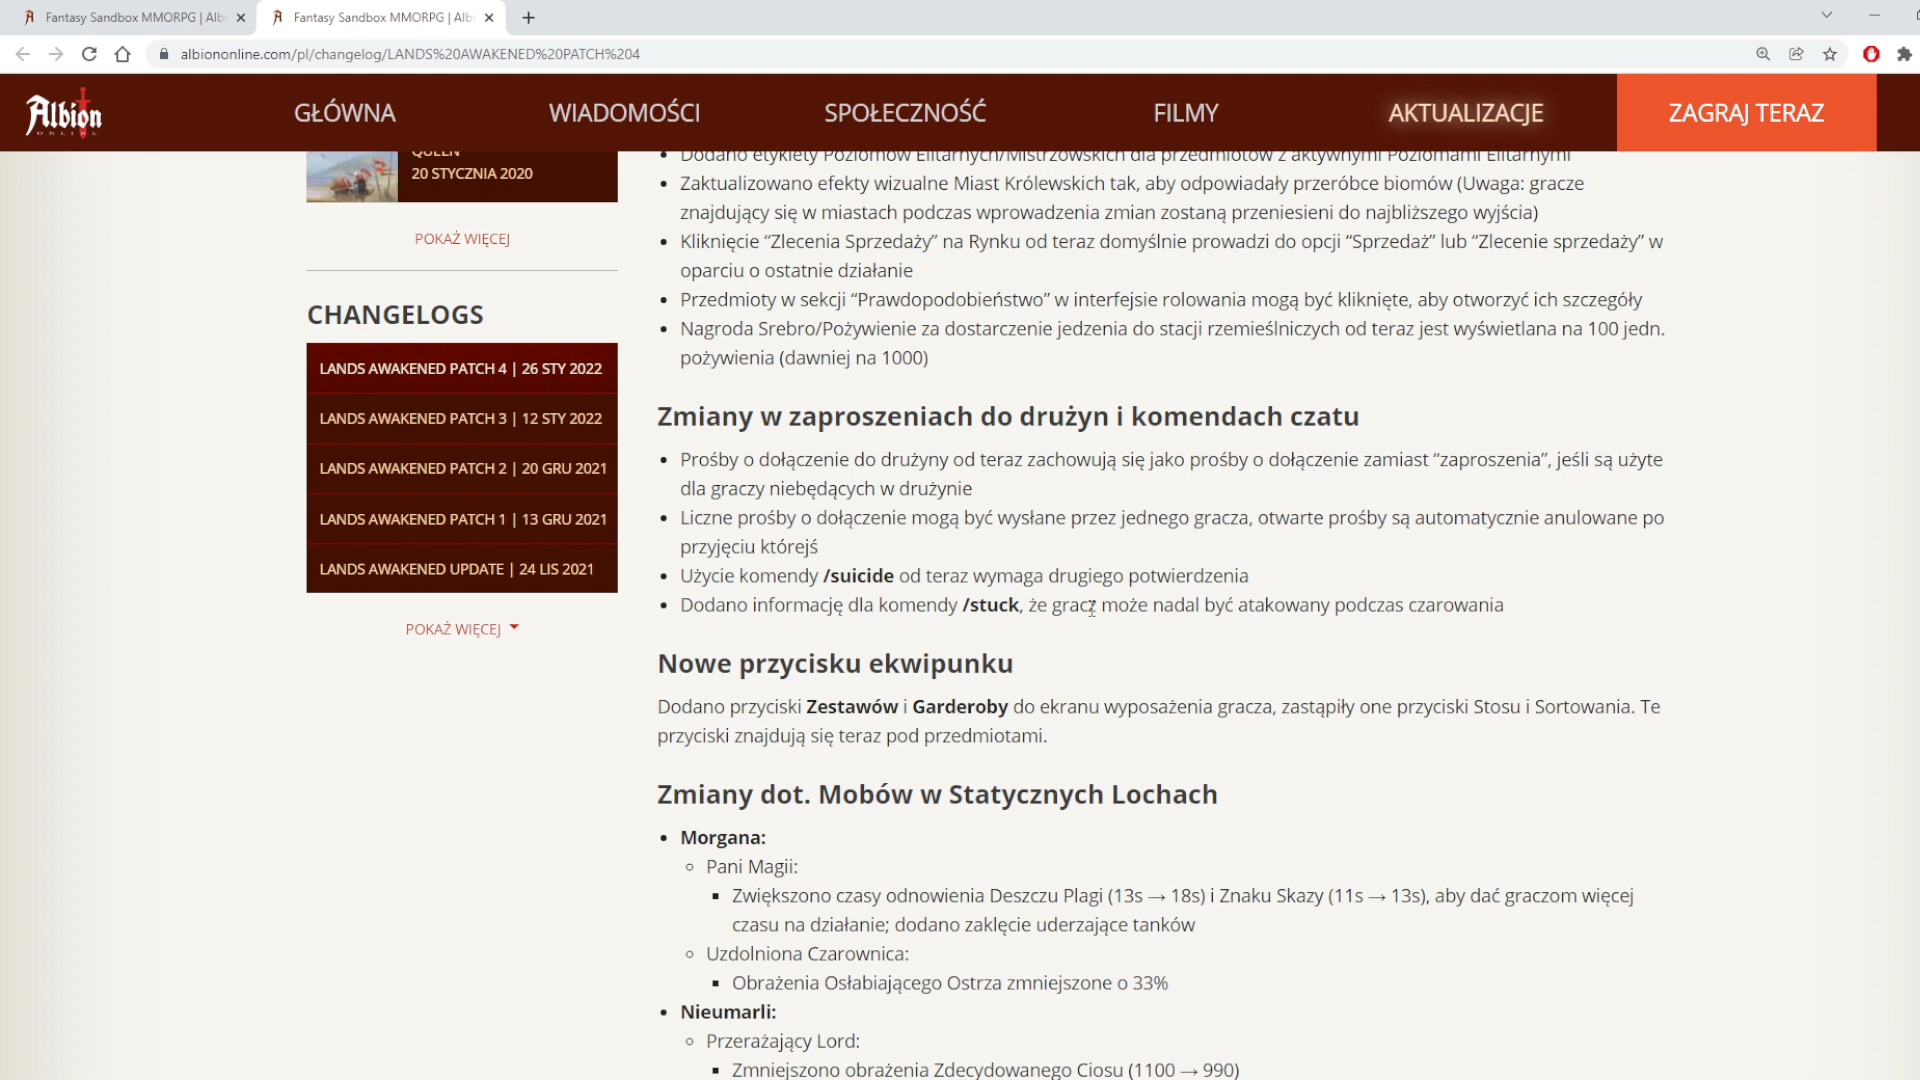 Fantasy Sandbox MMORPG | Alb
Fantasy Sandbox MMORPG | Alb
albiononline.com/pl/changelog/LANDS%20AWAKENED%20PATCH%204
Albion
ONLINE
GŁÓWNA
WIADOMOŚCI
SPOŁECZNOŚĆ
FILMY
AKTUALIZACJE
ZAGRAJ TERAZ
QUEEN
20 STYCZNIA 2020
POKAŻ WIĘCEJ
CHANGELOGS
LANDS AWAKENED PATCH 4 | 26 STY 2022
LANDS AWAKENED PATCH 3 | 12 STY 2022
LANDS AWAKENED PATCH 2 | 20 GRU 2021
LANDS AWAKENED PATCH 1 | 13 GRU 2021
LANDS AWAKENED UPDATE | 24 LIS 2021
POKAŻ WIĘCEJ
Dodano etykiety Poziomów Elitarnych/Mistrzowskich dla przedmiotów z aktywnymi Poziomami Elitarnymi
Zaktualizowano efekty wizualne Miast Królewskich tak, aby odpowiadały przeróbce biomów (Uwaga: gracze
znajdujący się w miastach podczas wprowadzenia zmian zostaną przeniesieni do najbliższego wyjścia)
Kliknięcie “Zlecenia Sprzedaży” na Rynku od teraz domyślnie prowadzi do opcji “Sprzedaż” lub “Zlecenie sprzedaży” w
oparciu o ostatnie działanie
Przedmioty w sekcji “Prawdopodobieństwo” w interfejsie rolowania mogą być kliknięte, aby otworzyć ich szczegóły
Nagroda Srebro/Pożywienie za dostarczenie jedzenia do stacji rzemieślniczych od teraz jest wyświetlana na 100 jedn.
pożywienia (dawniej na 1000)
Zmiany w zaproszeniach do drużyn i komendach czatu
Prośby o dołączenie do drużyny od teraz zachowują się jako prośby o dołączenie zamiast “zaproszenia”, jeśli są użyte
dla graczy niebędących w drużynie
Liczne prośby o dołączenie mogą być wysłane przez jednego gracza, otwarte prośby są automatycznie anulowane po
przyjęciu którejś
Użycie komendy /suicide od teraz wymaga drugiego potwierdzenia
Dodano informację dla komendy /stuck, że gracz może nadal być atakowany podczas czarowania
Nowe przycisku ekwipunku
Dodano przyciski Zestawów i Garderoby do ekranu wyposażenia gracza, zastąpiły one przyciski Stosu i Sortowania. Te
przyciski znajdują się teraz pod przedmiotami.
Zmiany dot. Mobów w Statycznych Lochach
Morgana:
Pani Magii:
Zwiększono czasy odnowienia Deszczu Plagi (13s → 18s) i Znaku Skazy (11s → 13s), aby dać graczom więcej
czasu na działanie; dodano zaklęcie uderzające tanków
Uzdolniona Czarownica:
Obrażenia Osłabiającego Ostrza zmniejszone o 33%
Nieumarli:
Przerażający Lord:
Zmniejszono obrażenia Zdecydowanego Ciosu (1100 → 990)